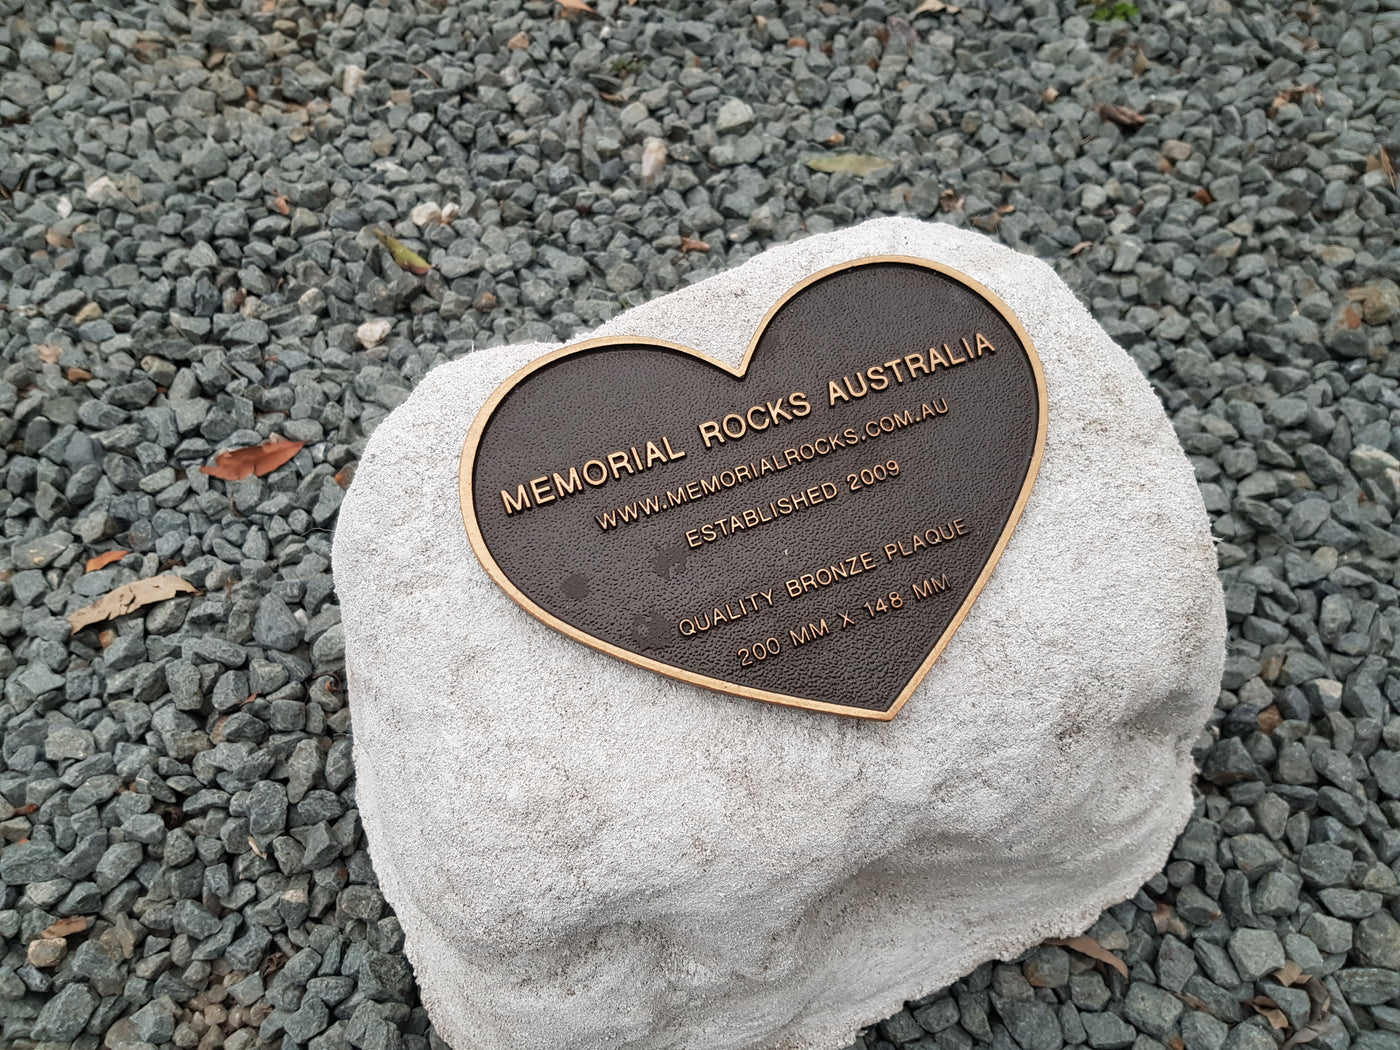 MEMORIAL ROCKS AUSTRALIA
WWW.MEMORIALROCKS.COM.AU
ESTABLISHED 2009
QUALITY BRONZE PLAQUE
200 MM X 148 MM